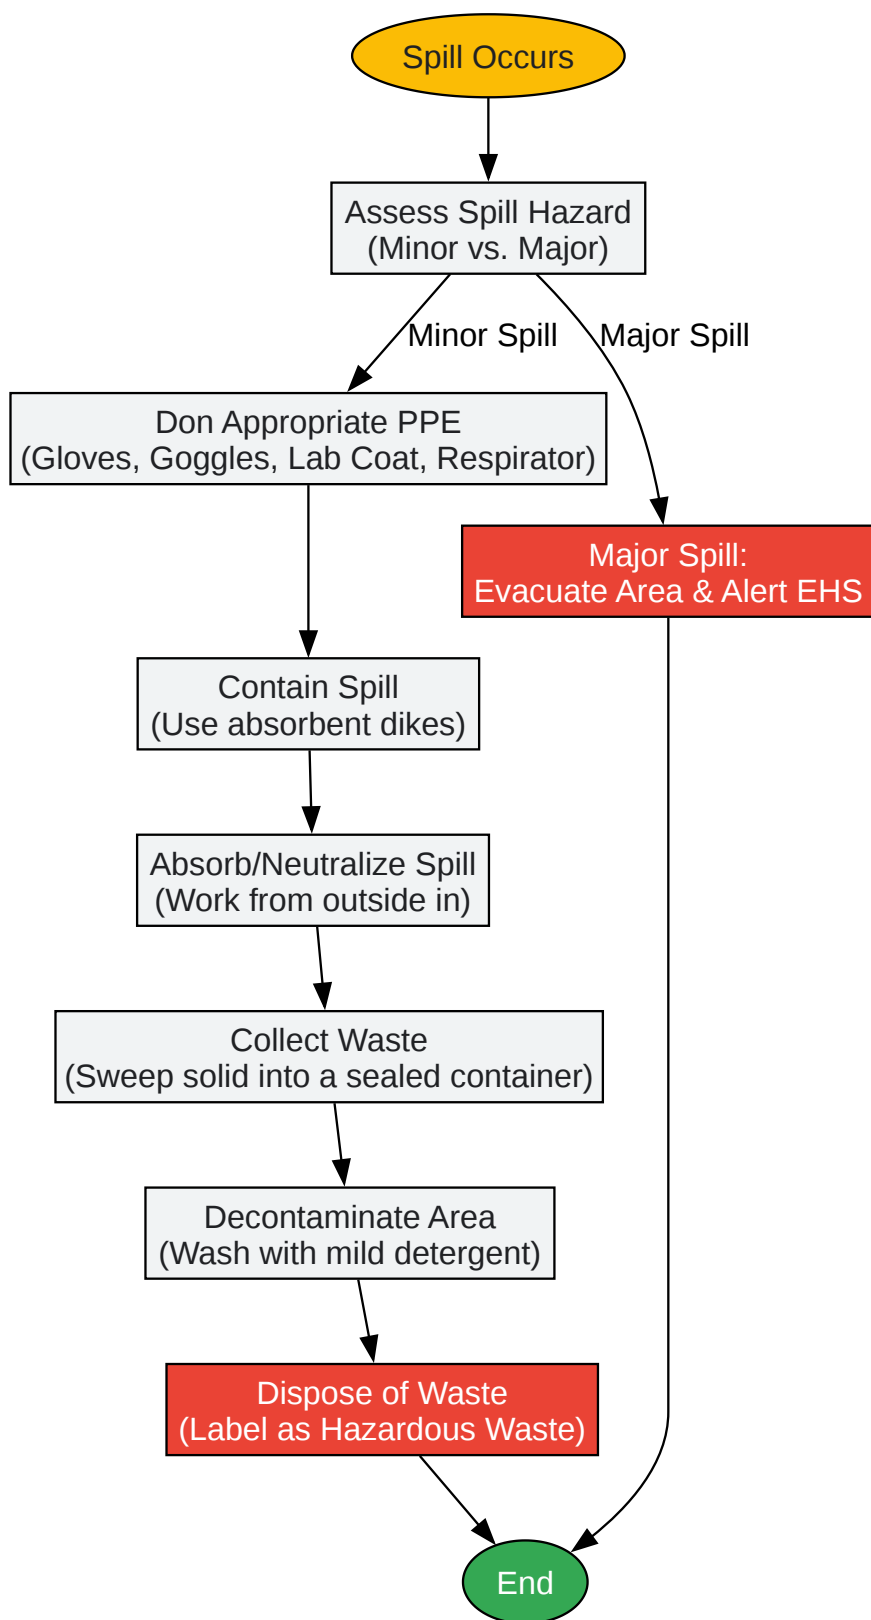 Spill Occurs
Assess Spill Hazard
(Minor vs. Major)
Minor Spill
Major Spill
Don Appropriate PPE
(Gloves, Goggles, Lab Coat, Respirator)
Major Spill:
Evacuate Area & Alert EHS
Contain Spill
(Use absorbent dikes)
Absorb/Neutralize Spill
(Work from outside in)
Collect Waste
(Sweep solid into a sealed container)
Decontaminate Area
(Wash with mild detergent)
Dispose of Waste
(Label as Hazardous Waste)
End